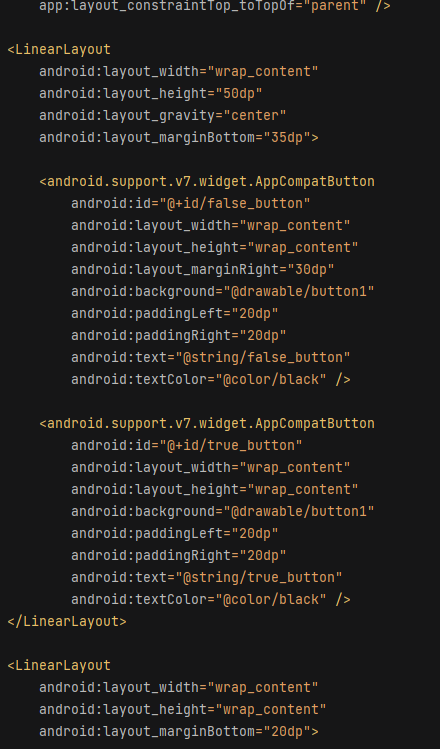 app:layout_constraintTop_toTopOf="parent" />
<LinearLayout
android:layout_width="wrap_content"
android:layout_height="50dp"
android:layout_gravity="center"
android:layout_marginBottom="35dp">
<android.support.v7.widget.AppCompatButton
android:id="@+id/false_button"
android:layout_width="wrap_content"
android:layout_height="wrap_content"
android:layout_marginRight="30dp"
android:background="@drawable/button1"
android:paddingLeft="20dp"
android:paddingRight="20dp"
android:text="@string/false_button"
android:textColor="@color/black" />
<android.support.v7.widget.AppCompatButton
android:id="@+id/true_button"
android:layout_width="wrap_content"
android:layout_height="wrap_content"
android:background="@drawable/button1"
android:paddingLeft="20dp"
android:paddingRight="20dp"
android:text="@string/true_button"
android:textColor="@color/black" />
</LinearLayout>
<LinearLayout
android:layout_width="wrap_content"
android:layout_height="wrap_content"
android:layout_marginBottom="20dp">